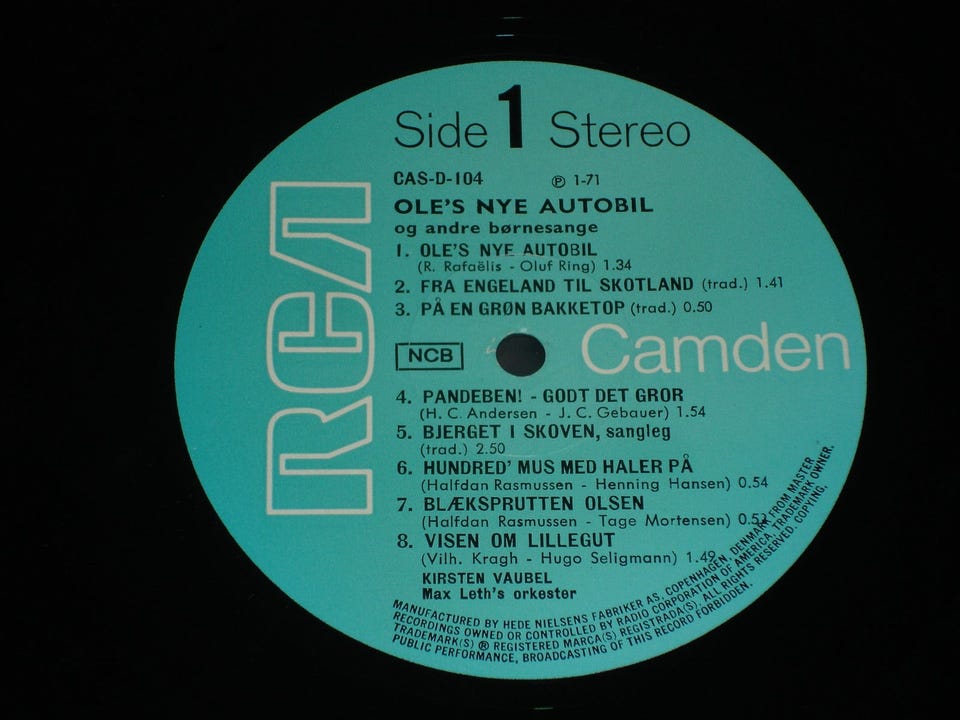 Side 1 Stereo
CAS-D-104 ℗ 1-71
OLE'S NYE AUTOBIL
og andre børnesange
1. OLE'S NYE AUTOBIL
(R. Rafaëlis - Oluf Ring) 1.34
2. FRA ENGELAND TIL SKOTLAND (trad.) 1.41
3. PÅ EN GRØN BAKKETOP (trad.) 0.50
RCA
NCB
Camden
4. PANDEBEN! - GODT DET GROR
(H. C. Andersen - J. C. Gebauer) 1.54
5. BJERGET I SKOVEN, sangleg
(trad.) 2.50
6. HUNDRED' MUS MED HALER PÅ
(Halfdan Rasmussen - Henning Hansen) 0.54
7. BLÆKSPRUTTEN OLSEN
(Halfdan Rasmussen - Tage Mortensen) 0.52
8. VISEN OM LILLEGUT
(Vilh. Kragh - Hugo Seligmann) 1.49
KIRSTEN VAUBEL
Max Leth's orkester
MANUFACTURED BY HEDE NIELSENS FABRIKER AS, COPENHAGEN, DENMARK FROM MASTER
RECORDINGS OWNED OR CONTROLLED BY RADIO CORPORATION OF AMERICA, TRADEMARK OWNER.
TRADEMARK(S) ® REGISTERED MARCA(S) REGISTRADA(S). ALL RIGHTS RESERVED. COPYING,
PUBLIC PERFORMANCE, BROADCASTING OF THIS RECORD FORBIDDEN.